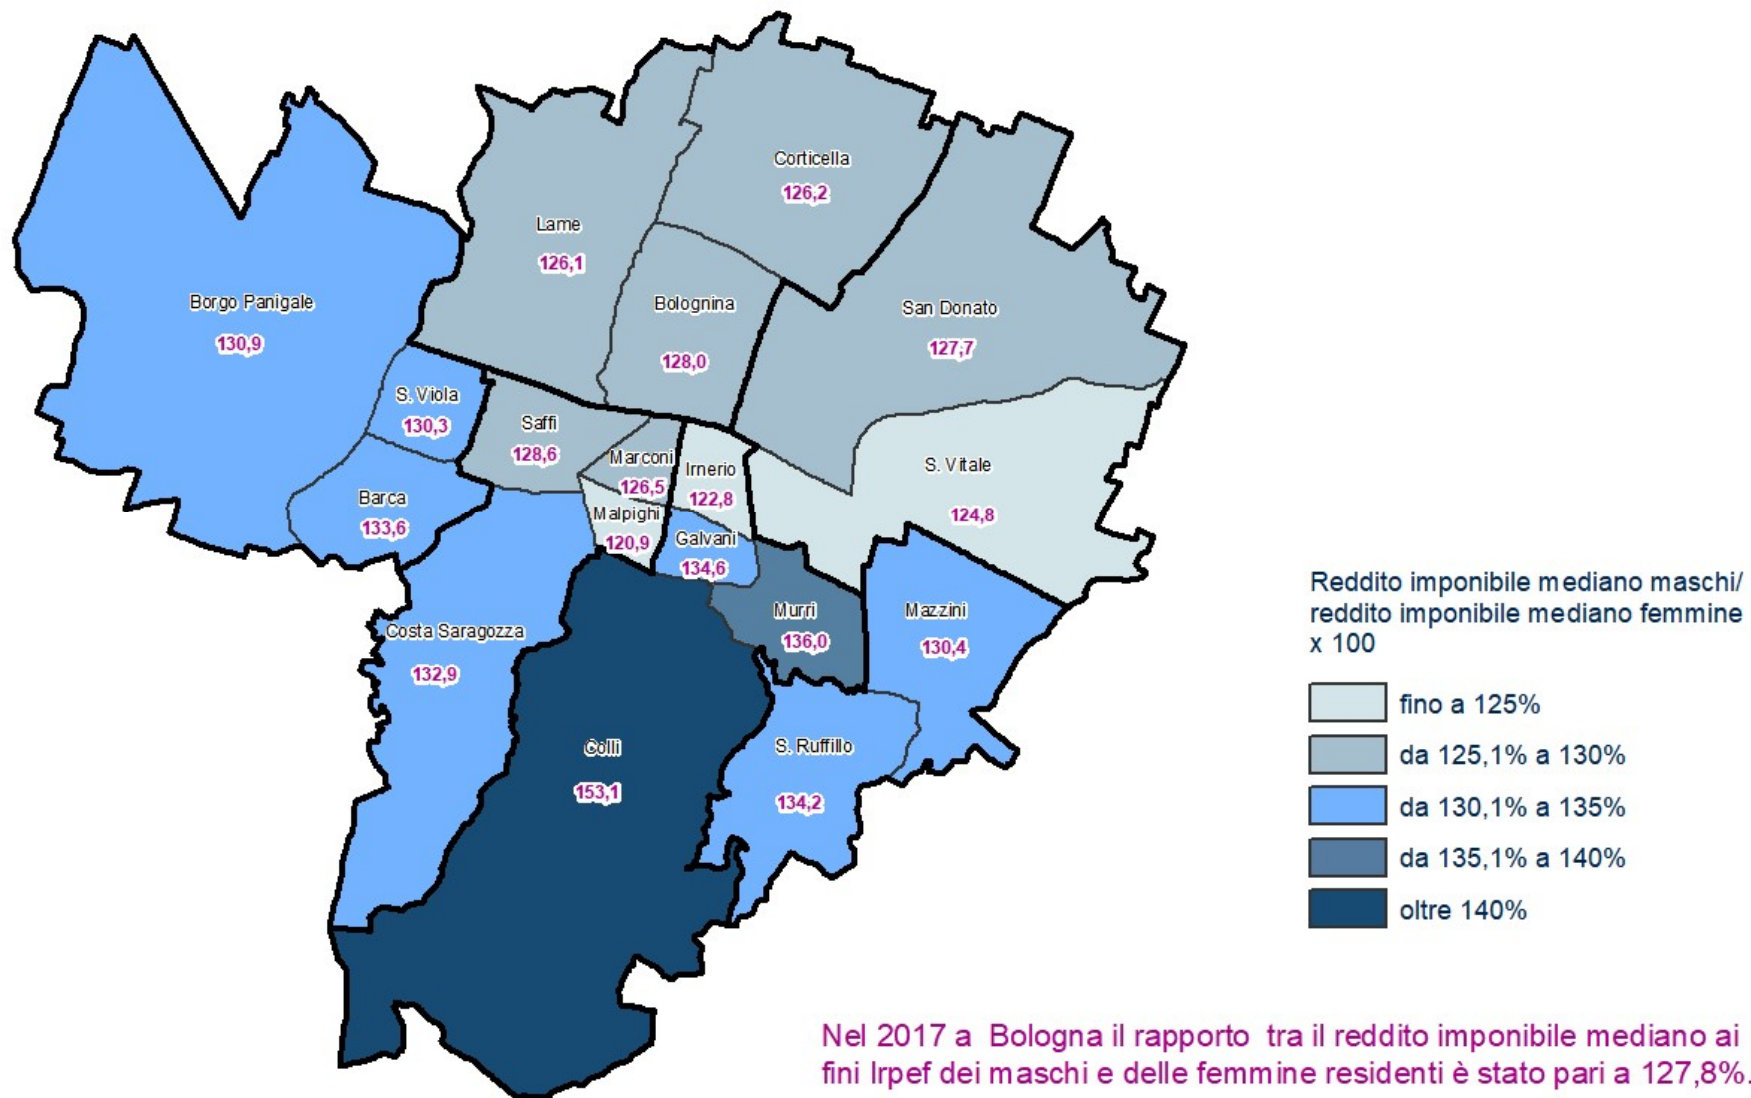 Corticella
126,2
Lame
126,1
Borgo Panigale
130,9
Bolognina
128,0
San Donato
127,7
S. Viola
130,3
Saffi
128,6
Marconi
126,5
Irnerio
122,8
S. Vitale
124,8
Barca
133,6
Malpighi
120,9
Galvani
134,6
Murri
136,0
Mazzini
130,4
Costa Saragozza
132,9
Colli
153,1
S. Ruffillo
134,2
Reddito imponibile mediano maschi/
reddito imponibile mediano femmine
x 100
fino a 125%
da 125,1% a 130%
da 130,1% a 135%
da 135,1% a 140%
oltre 140%
Nel 2017 a Bologna il rapporto tra il reddito imponibile mediano ai
fini Irpef dei maschi e delle femmine residenti è stato pari a 127,8%.